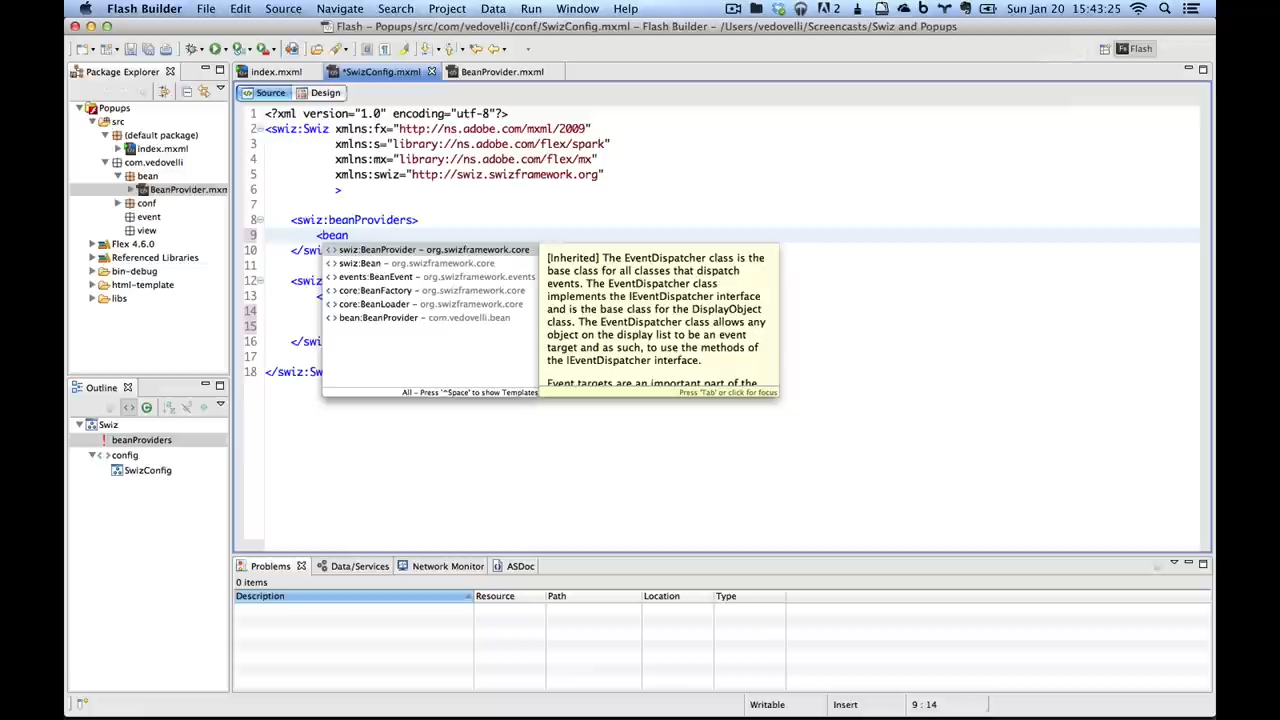 Flash Builder File Edit Source Navigate Search Project Data Run Window Help 2 Sun Jan 20 15:43:25
Flash – Popups/src/com/vedovelli/conf/SwizConfig.mxml – Flash Builder – /Users/vedovelli/Screencasts/Swiz and Popups
Flash
Package Explorer
index.mxml
*SwizConfig.mxml
BeanProvider.mxml
Source
Design
Popups
src
(default package)
index.mxml
com.vedovelli
bean
BeanProvider.mxm
conf
event
view
Flex 4.6.0
Referenced Libraries
bin-debug
html-template
libs
1 <?xml version="1.0" encoding="utf-8"?>
2 <swiz:Swiz xmlns:fx="http://ns.adobe.com/mxml/2009"
3 xmlns:s="library://ns.adobe.com/flex/spark"
4 xmlns:mx="library://ns.adobe.com/flex/mx"
5 xmlns:swiz="http://swiz.swizframework.org"
6 >
7
8 <swiz:beanProviders>
9 <bean
10 </swi
11
12 <swiz
13 <
14
15
16 </swi
17
18 </swiz:Sw
swiz:BeanProvider – org.swizframework.core
swiz:Bean – org.swizframework.core
events:BeanEvent – org.swizframework.events
core:BeanFactory – org.swizframework.core
core:BeanLoader – org.swizframework.core
bean:BeanProvider – com.vedovelli.bean
All – Press '^Space' to show Templates
[Inherited] The EventDispatcher class is the
base class for all classes that dispatch
events. The EventDispatcher class
implements the IEventDispatcher interface
and is the base class for the DisplayObject
class. The EventDispatcher class allows any
object on the display list to be an event
target and as such, to use the methods of
the IEventDispatcher interface.
Event targets are an important part of the
Press 'Tab' or click for focus
Outline
Swiz
beanProviders
config
SwizConfig
Problems
Data/Services
Network Monitor
ASDoc
0 items
Description Resource Path Location Type
Writable Insert 9 : 14